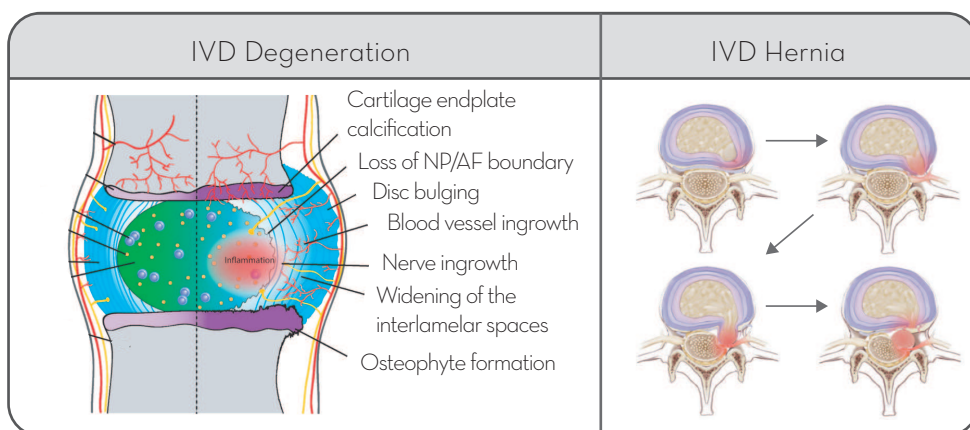 IVD Degeneration
IVD Hernia
Cartilage endplate
calcification
Loss of NP/AF boundary
Disc bulging
Blood vessel ingrowth
Inflammation
Nerve ingrowth
Widening of the
interlamelar spaces
Osteophyte formation